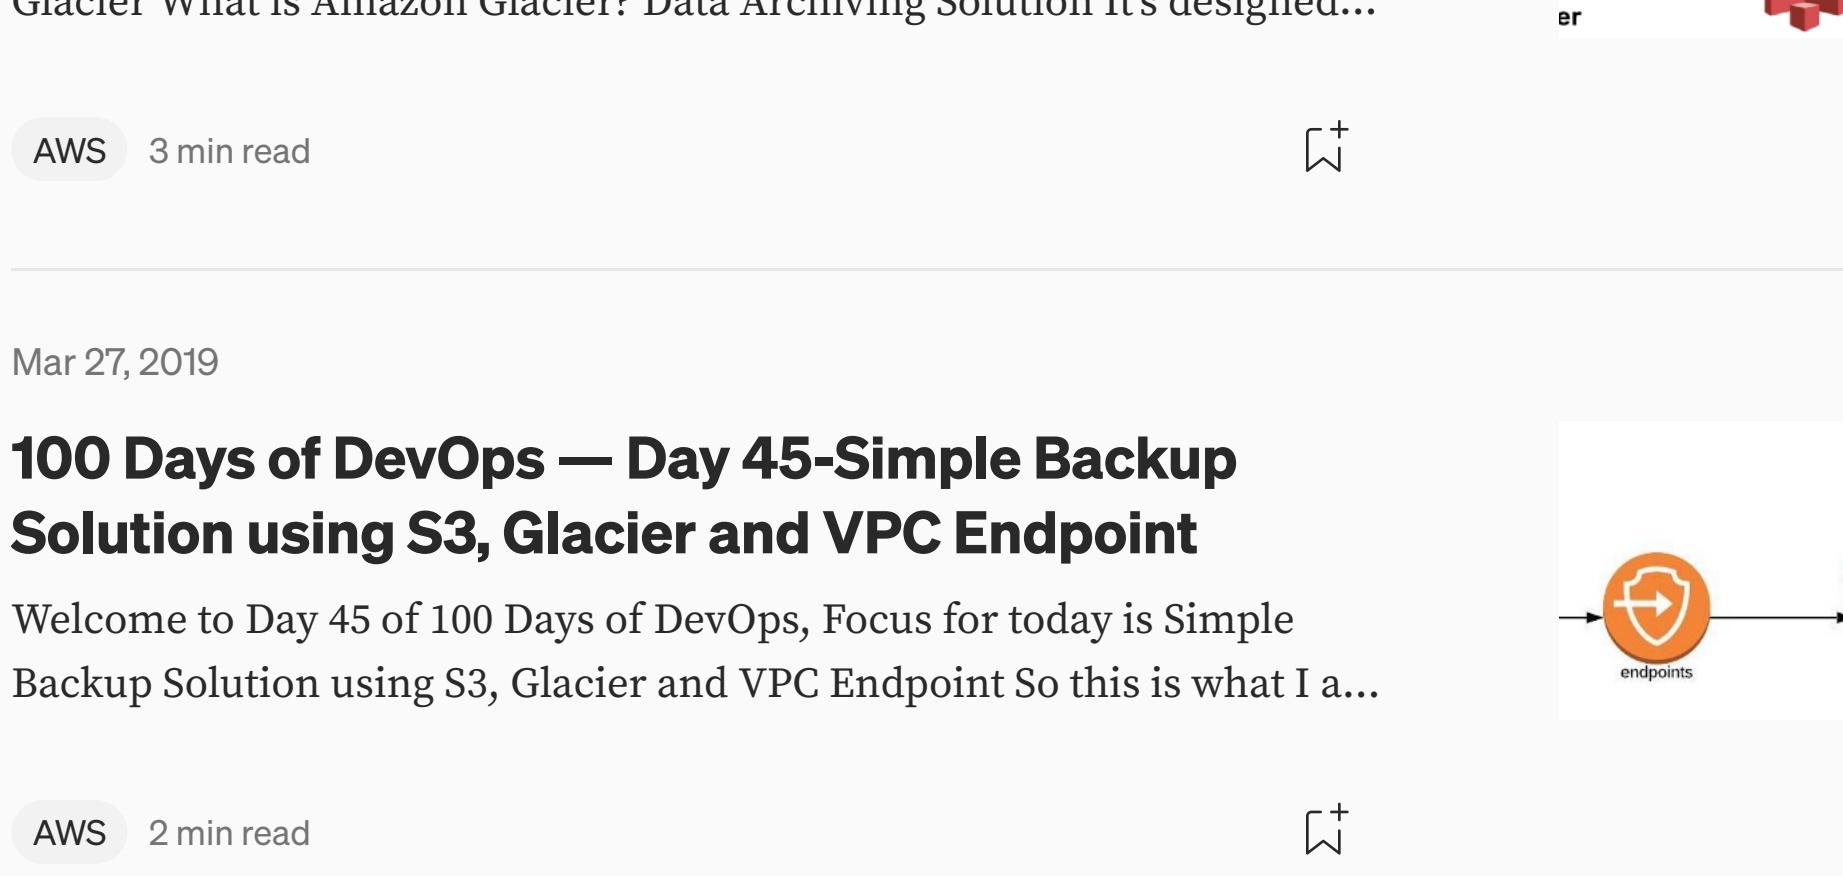 Glacier What is Amazon Glacier? Data Archiving Solution It's designed…
er
AWS 3 min read
Mar 27, 2019
100 Days of DevOps — Day 45-Simple Backup
Solution using S3, Glacier and VPC Endpoint
Welcome to Day 45 of 100 Days of DevOps, Focus for today is Simple
Backup Solution using S3, Glacier and VPC Endpoint So this is what I a…
endpoints
AWS 2 min read